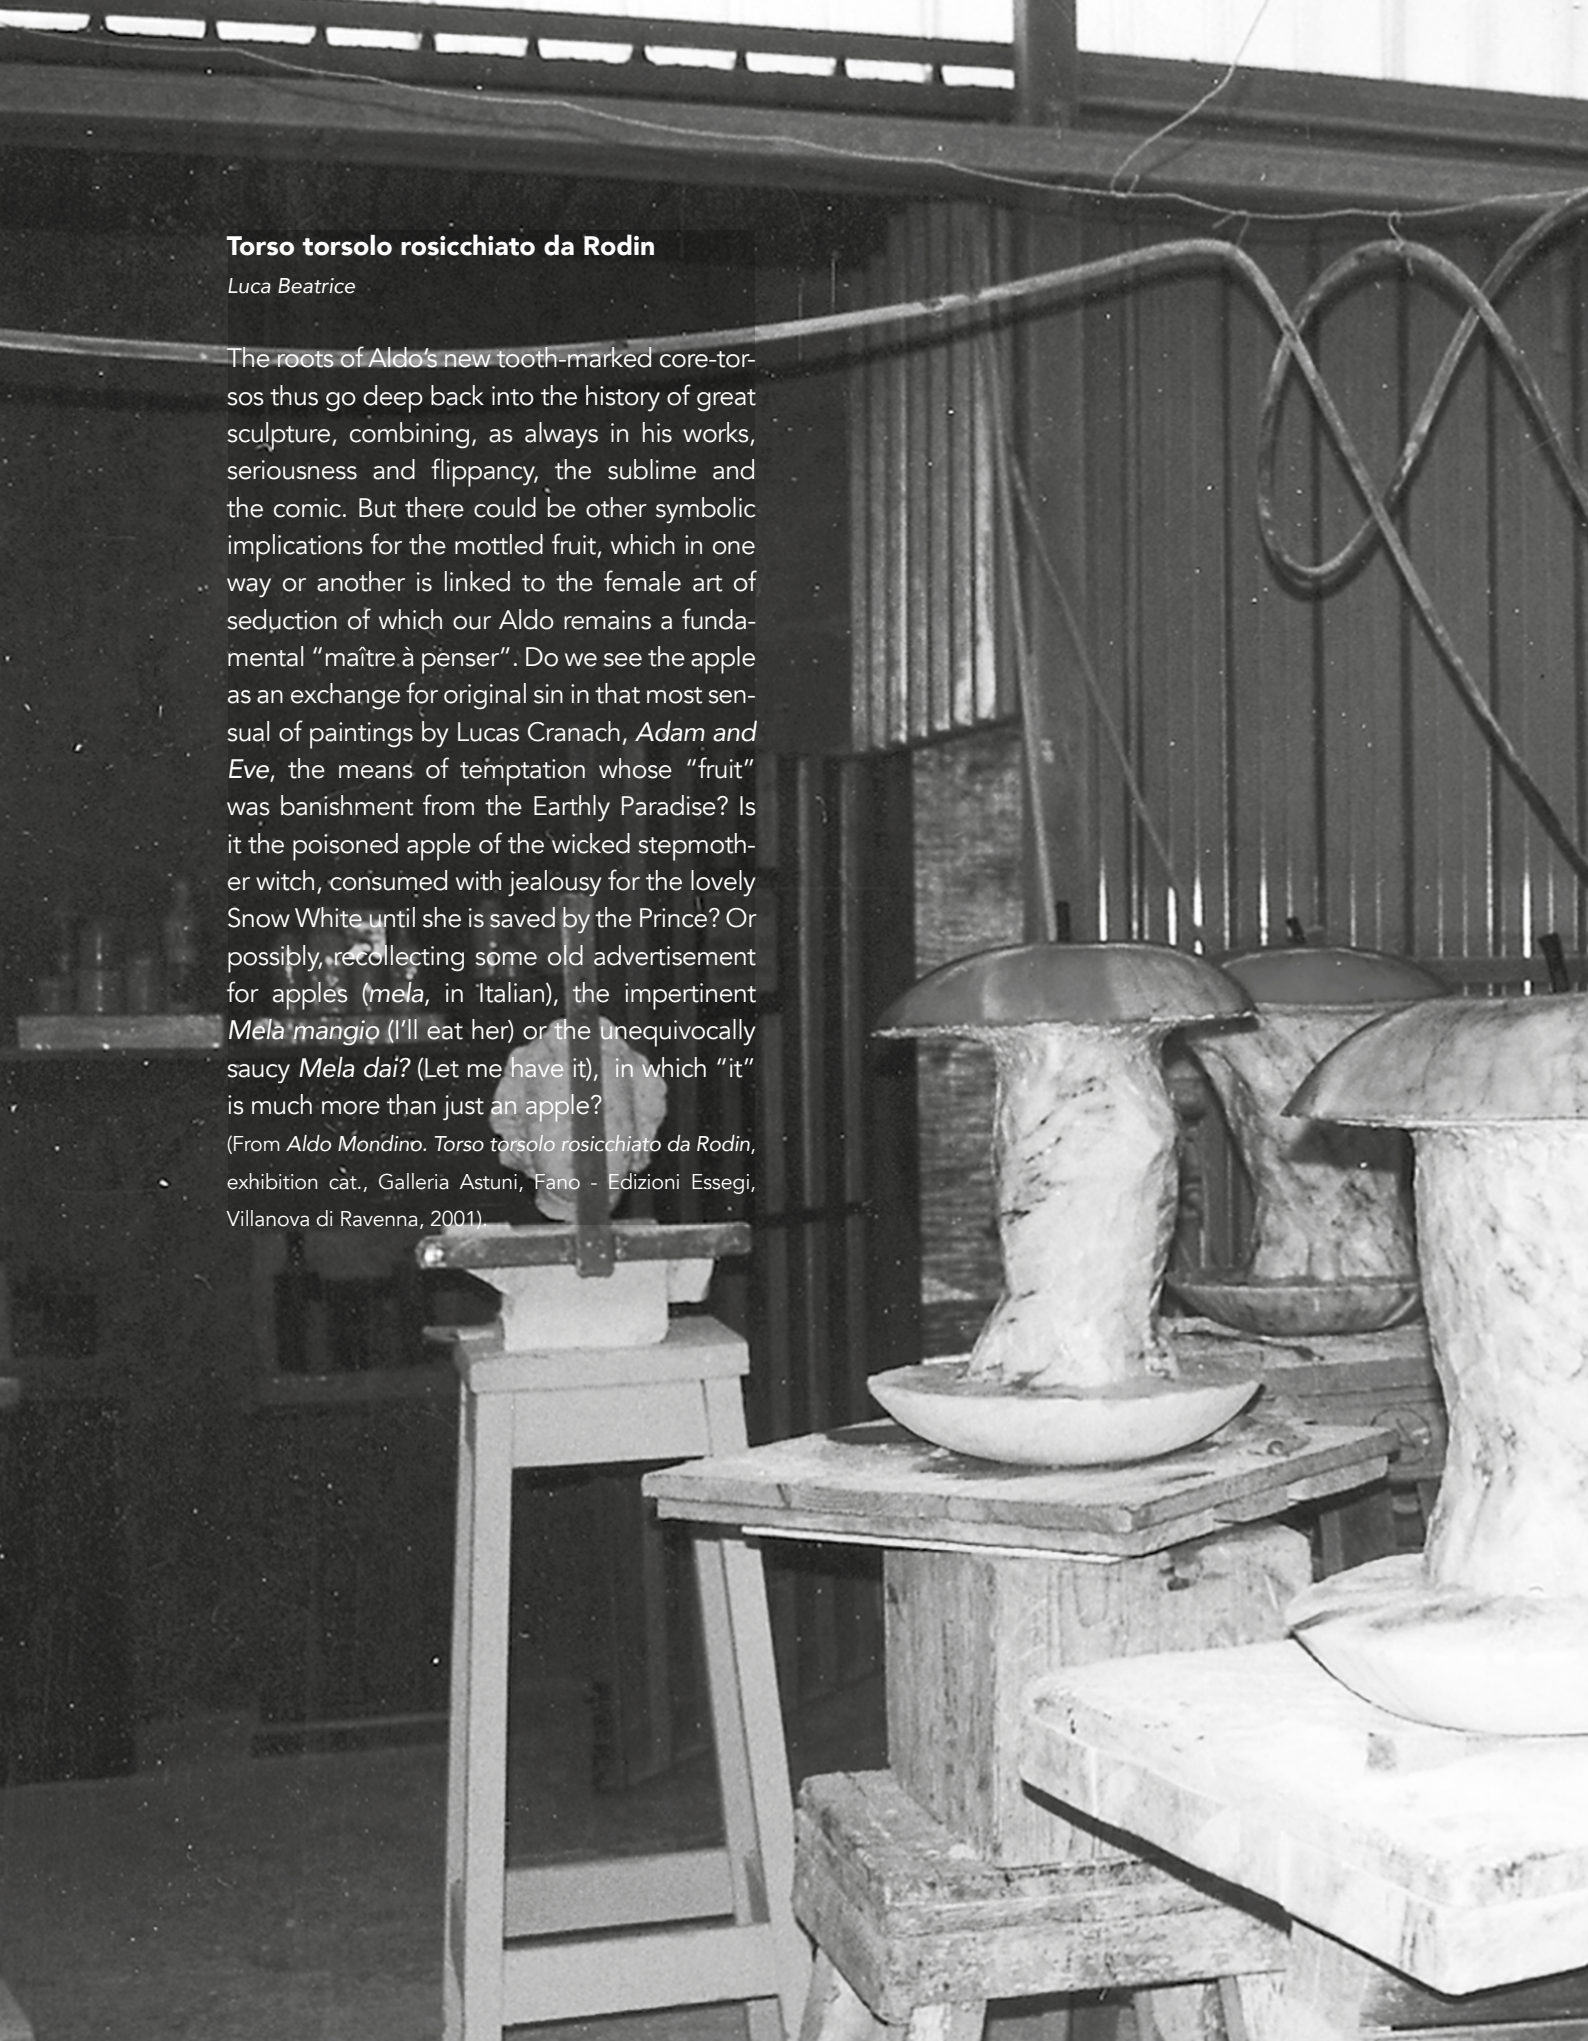 Torso torsolo rosicchiato da Rodin
Luca Beatrice
The roots of Aldo's new tooth-marked core-tor-
sos thus go deep back into the history of great
sculpture, combining, as always in his works,
seriousness and flippancy, the sublime and
the comic. But there could be other symbolic
implications for the mottled fruit, which in one
way or another is linked to the female art of
seduction of which our Aldo remains a funda-
mental “maître à penser”. Do we see the apple
as an exchange for original sin in that most sen-
sual of paintings by Lucas Cranach, Adam and
Eve, the means of temptation whose “fruit”
was banishment from the Earthly Paradise? Is
it the poisoned apple of the wicked stepmoth-
er witch, consumed with jealousy for the lovely
Snow White until she is saved by the Prince? Or
possibly, recollecting some old advertisement
for apples (mela, in Italian), the impertinent
Mela mangio (I'll eat her) or the unequivocally
saucy Mela dai? (Let me have it), in which “it”
is much more than just an apple?
(From Aldo Mondino. Torso torsolo rosicchiato da Rodin,
exhibition cat., Galleria Astuni, Fano - Edizioni Essegi,
Villanova di Ravenna, 2001).